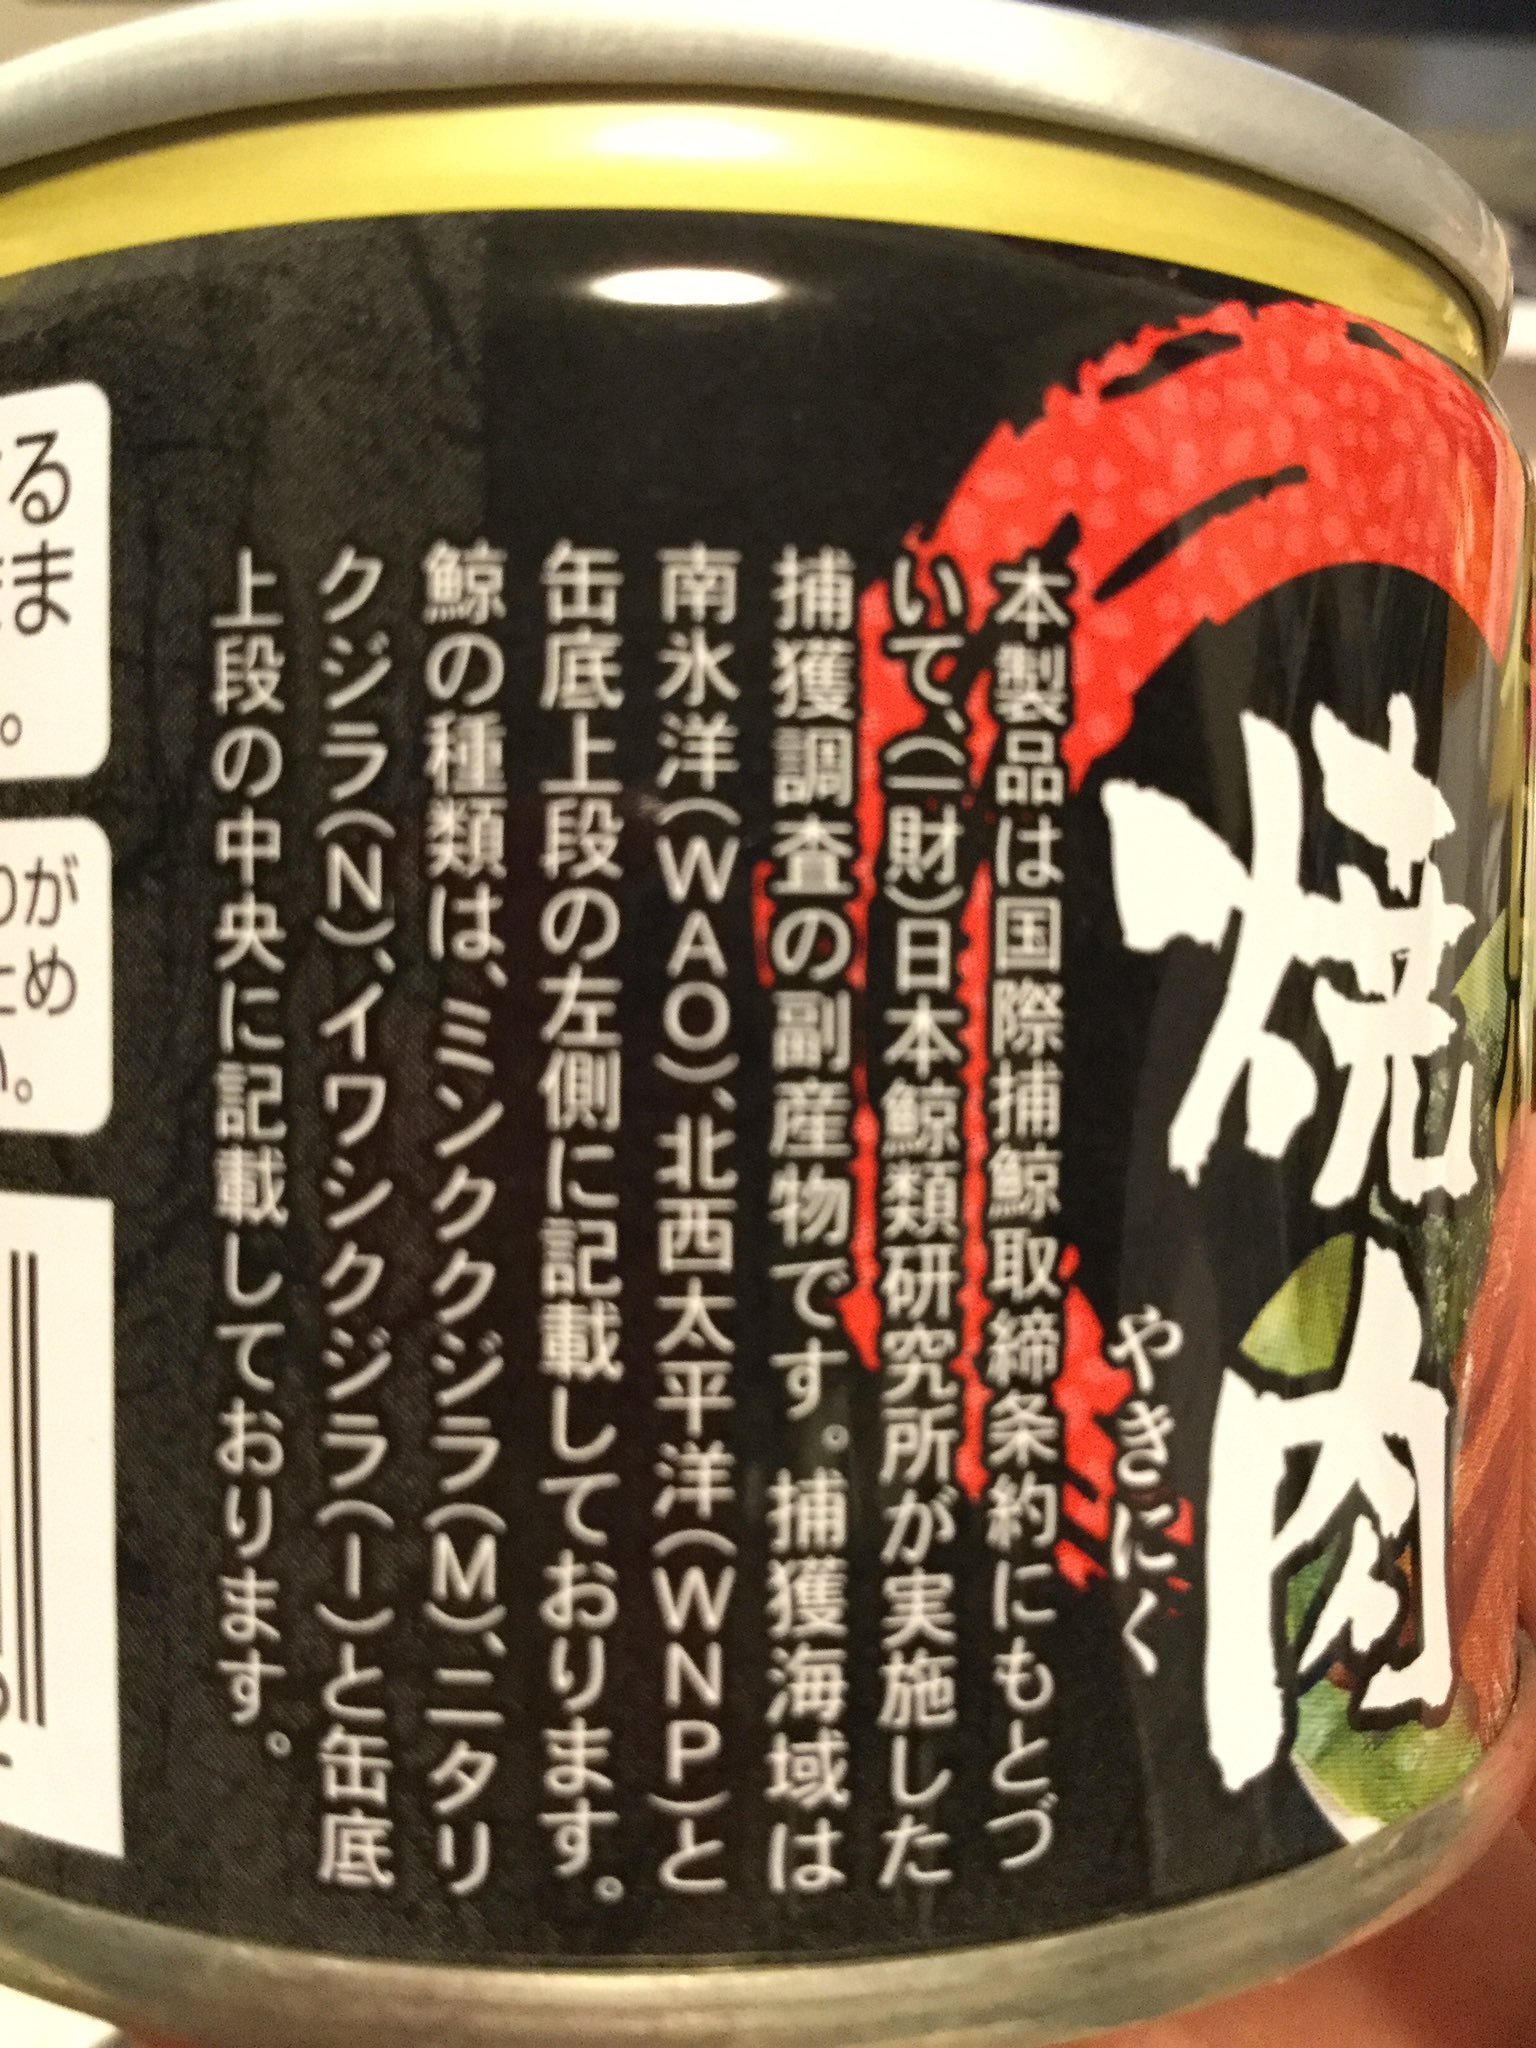 焼肉
やきにく
本製品は国際捕鯨取締条約にもとづ
いて、(一財)日本鯨類研究所が実施した
捕獲調査の副産物です。捕獲海域は
南氷洋(WAO)、北西太平洋(WNP)と
缶底上段の左側に記載しております。
鯨の種類は、ミンククジラ(M)、ニタリ
クジラ(N)、イワシクジラ(I)と缶底
上段の中央に記載しております。
る
ま
。
が
め
。